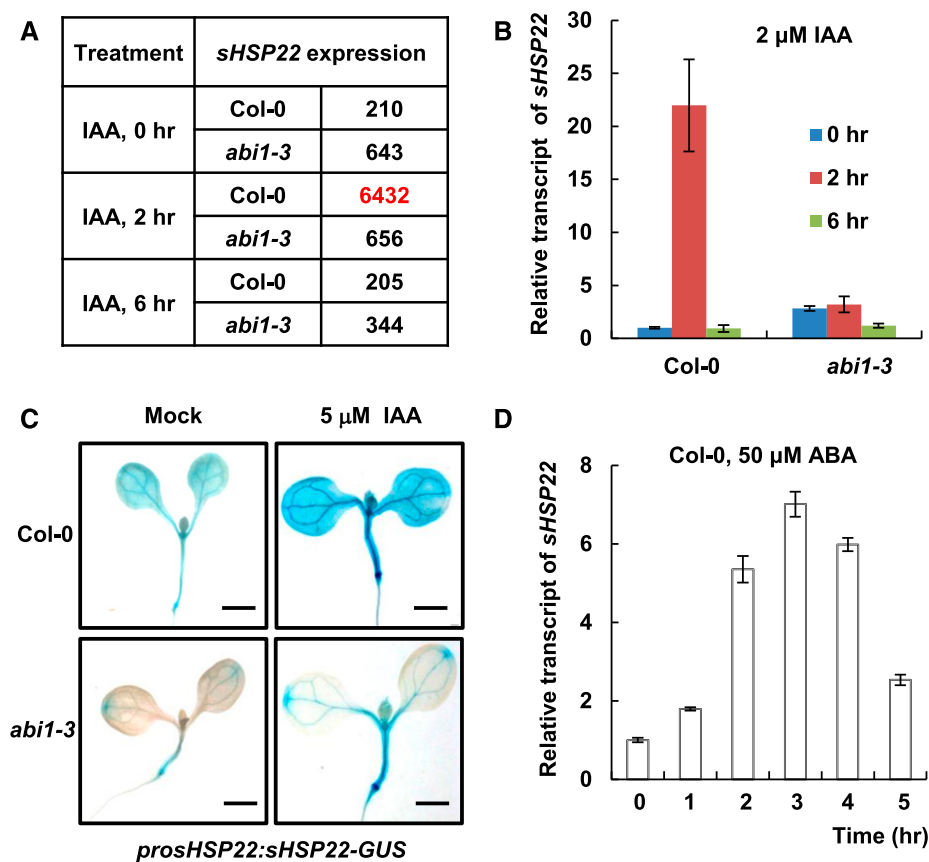 A
Treatment
sHSP22 expression
IAA, 0 hr
Col-0
210
abi1-3
643
IAA, 2 hr
Col-0
6432
abi1-3
656
IAA, 6 hr
Col-0
205
abi1-3
344
B
2 µM IAA
Relative transcript of sHSP22
30
25
20
15
10
5
0
0 hr
2 hr
6 hr
Col-0
abi1-3
C
Mock
5 µM IAA
Col-0
abi1-3
prosHSP22:sHSP22-GUS
D
Col-0, 50 µM ABA
Relative transcript of sHSP22
8
6
4
2
0
0 1 2 3 4 5
Time (hr)